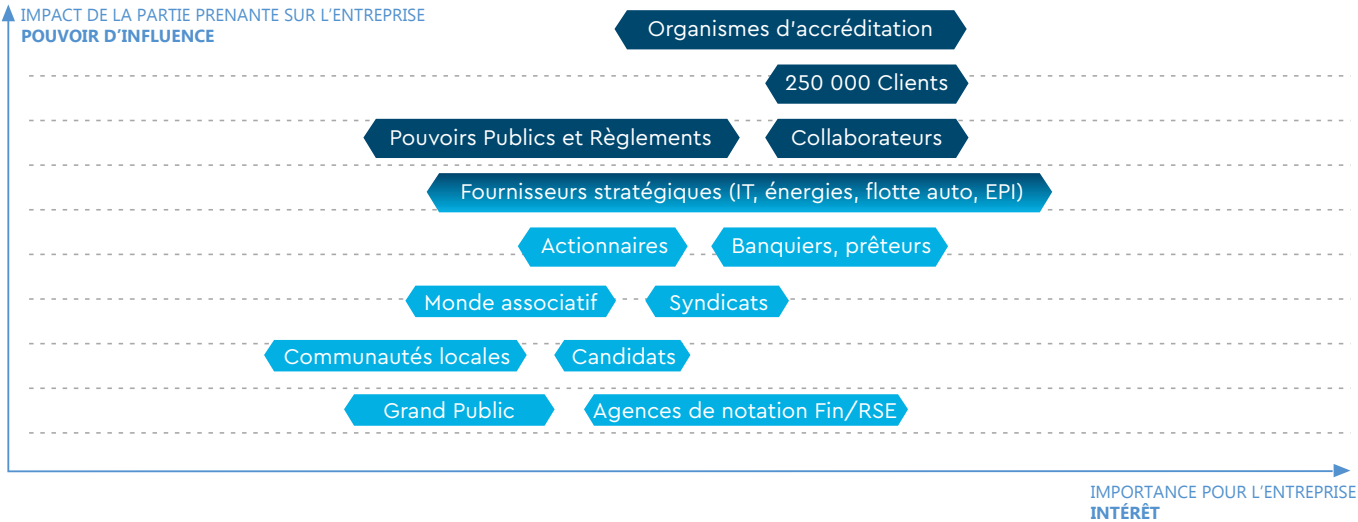 IMPACT DE LA PARTIE PRENANTE SUR L’ENTREPRISE
POUVOIR D’INFLUENCE
Organismes d’accréditation
250 000 Clients
Pouvoirs Publics et Règlements
Collaborateurs
Fournisseurs stratégiques (IT, énergies, flotte auto, EPI)
Actionnaires
Banquiers, prêteurs
Monde associatif
Syndicats
Communautés locales
Candidats
Grand Public
Agences de notation Fin/RSE
IMPORTANCE POUR L’ENTREPRISE
INTÉRÊT